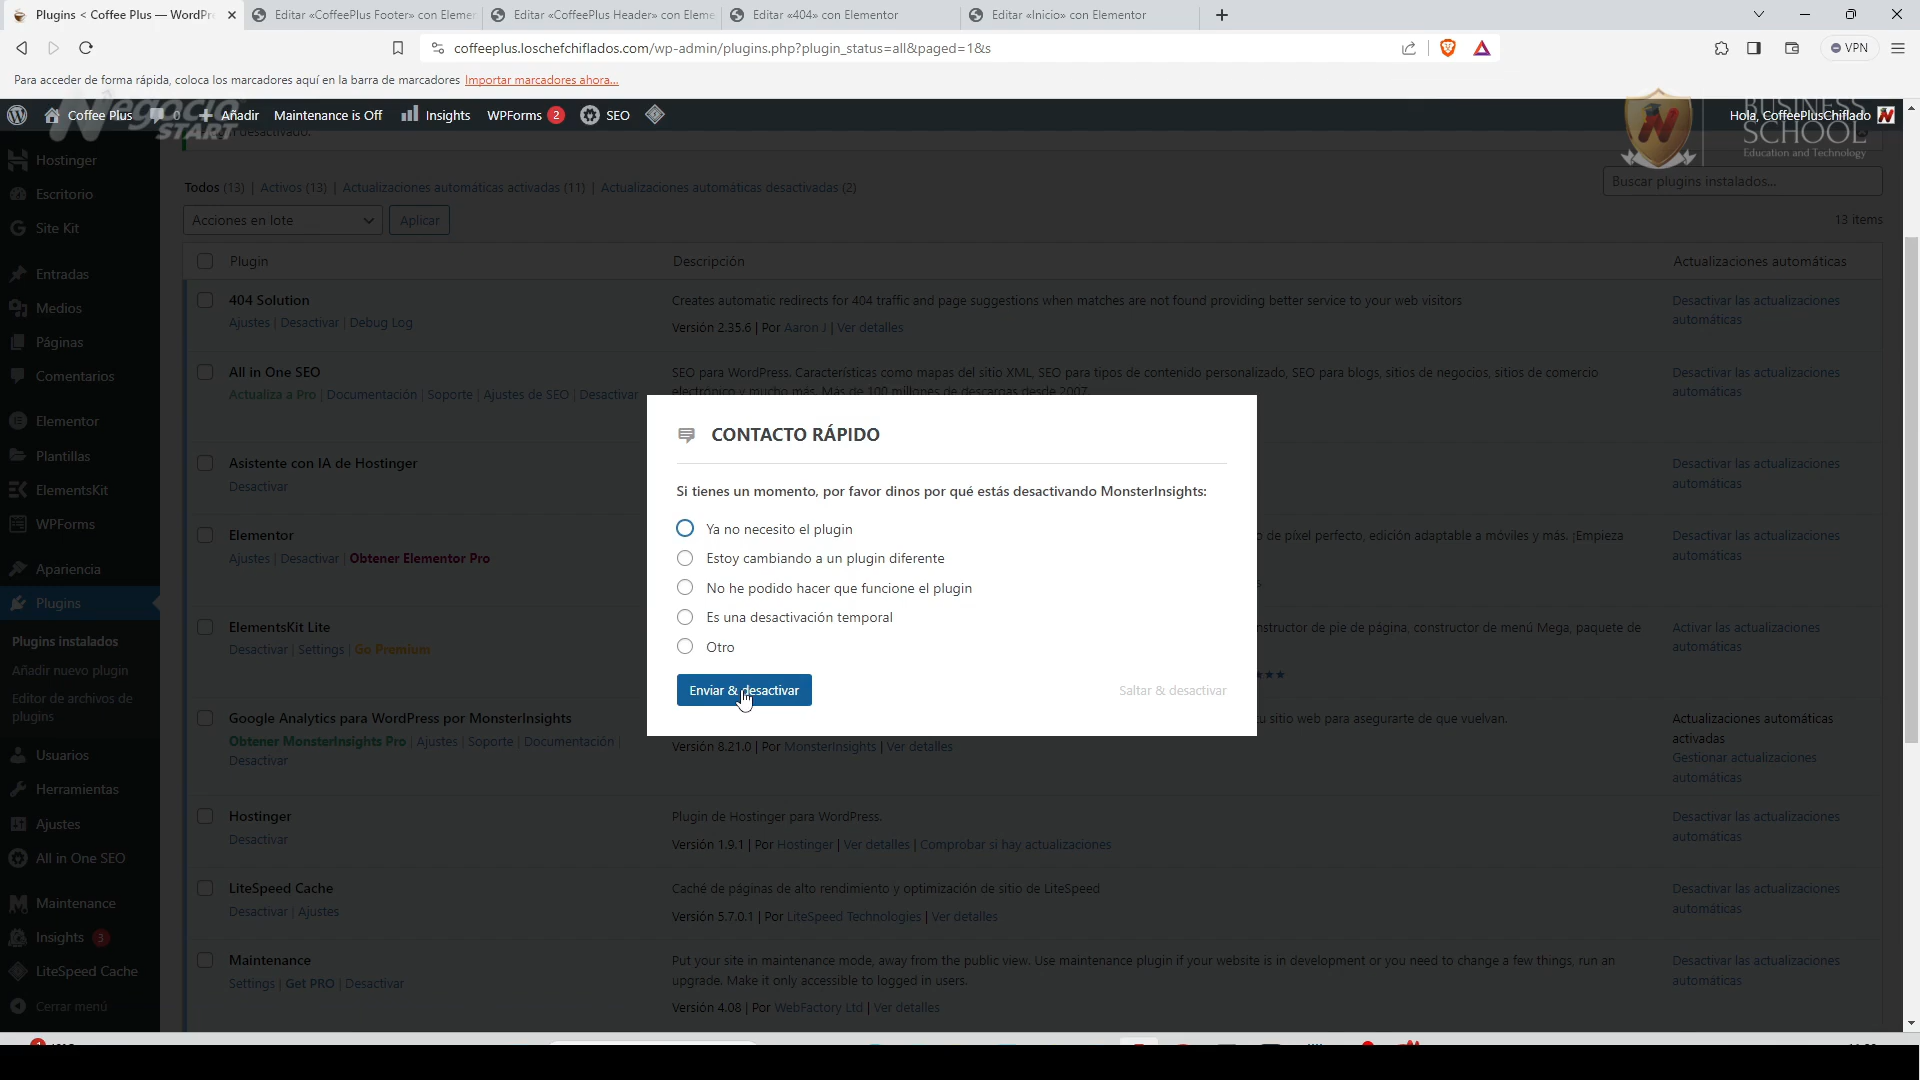 Plugins < Coffee Plus — WordPr
Editar «CoffeePlus Footer» con Elemer
Editar «CoffeePlus Header» con Eleme
Editar «404» con Elementor
Editar «Inicio» con Elementor
coffeeplus.loschefchiflados.com/wp-admin/plugins.php?plugin_status=all&paged=1&s
VPN
Para acceder de forma rápida, coloca los marcadores aquí en la barra de marcadores Importar marcadores ahora...
Coffee Plus
0
Añadir
Maintenance is Off
Insights
WPForms 2
SEO
Hola, CoffeePlusChiflado
Negocio
START
BUSINESS
SCHOOL
Education and Technology
desactivado.
Hostinger
Escritorio
Site Kit
Entradas
Medios
Páginas
Comentarios
Elementor
Plantillas
ElementsKit
WPForms
Apariencia
Plugins
Plugins instalados
Añadir nuevo plugin
Editor de archivos de
plugins
Usuarios
Herramientas
Ajustes
All in One SEO
Maintenance
Insights 3
LiteSpeed Cache
Cerrar menú
Todos (13) | Activos (13) | Actualizaciones automáticas activadas (11) | Actualizaciones automáticas desactivadas (2)
Buscar plugins instalados...
Acciones en lote
Aplicar
13 items
Plugin
Descripción
Actualizaciones automáticas
404 Solution
Ajustes | Desactivar | Debug Log
Creates automatic redirects for 404 traffic and page suggestions when matches are not found providing better service to your web visitors
Versión 2.35.6 | Por Aaron J | Ver detalles
Desactivar las actualizaciones
automáticas
All in One SEO
Actualiza a Pro | Documentación | Soporte | Ajustes de SEO | Desactivar
SEO para WordPress. Características como mapas del sitio XML, SEO para tipos de contenido personalizado, SEO para blogs, sitios de negocios, sitios de comercio
electrónico y mucho más. Más de 100 millones de descargas desde 2007.
Desactivar las actualizaciones
automáticas
Asistente con IA de Hostinger
Desactivar
Desactivar las actualizaciones
automáticas
Elementor
Ajustes | Desactivar | Obtener Elementor Pro
de píxel perfecto, edición adaptable a móviles y más. ¡Empieza
Desactivar las actualizaciones
automáticas
ElementsKit Lite
Desactivar | Settings | Go Premium
nstructor de pie de página, constructor de menú Mega, paquete de
Activar las actualizaciones
automáticas
Google Analytics para WordPress por MonsterInsights
Obtener MonsterInsights Pro | Ajustes | Soporte | Documentación |
Desactivar
u sitio web para asegurarte de que vuelvan.
Versión 8.21.0 | Por MonsterInsights | Ver detalles
Actualizaciones automáticas
activadas
Gestionar actualizaciones
automáticas
Hostinger
Desactivar
Plugin de Hostinger para WordPress.
Versión 1.9.1 | Por Hostinger | Ver detalles | Comprobar si hay actualizaciones
Desactivar las actualizaciones
automáticas
LiteSpeed Cache
Desactivar | Ajustes
Caché de páginas de alto rendimiento y optimización de sitio de LiteSpeed
Versión 5.7.0.1 | Por LiteSpeed Technologies | Ver detalles
Desactivar las actualizaciones
automáticas
Maintenance
Settings | Get PRO | Desactivar
Put your site in maintenance mode, away from the public view. Use maintenance plugin if your website is in development or you need to change a few things, run an
upgrade. Make it only accessible to logged in users.
Versión 4.08 | Por WebFactory Ltd | Ver detalles
Desactivar las actualizaciones
automáticas
CONTACTO RÁPIDO
Si tienes un momento, por favor dinos por qué estás desactivando MonsterInsights:
Ya no necesito el plugin
Estoy cambiando a un plugin diferente
No he podido hacer que funcione el plugin
Es una desactivación temporal
Otro
Enviar & desactivar
Saltar & desactivar